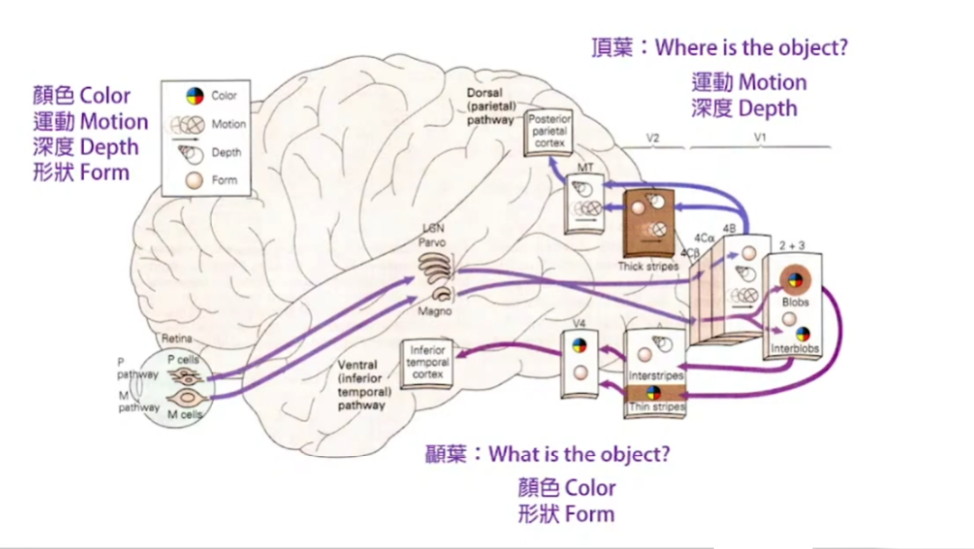 頂葉：Where is the object?
運動 Motion
深度 Depth
顏色 Color
運動 Motion
深度 Depth
形狀 Form
Color
Motion
Depth
Form
Dorsal
(parietal)
pathway
Posterior
parietal
cortex
V2
V1
MT
Thick stripes
4Cβ
4Cα
4B
2 + 3
Blobs
Interblobs
LGN
Parvo
Magno
Retina
P
pathway
M
pathway
P cells
M cells
Ventral
(inferior
temporal)
pathway
Inferior
temporal
cortex
V4
Interstripes
Thin stripes
顳葉：What is the object?
顏色 Color
形狀 Form